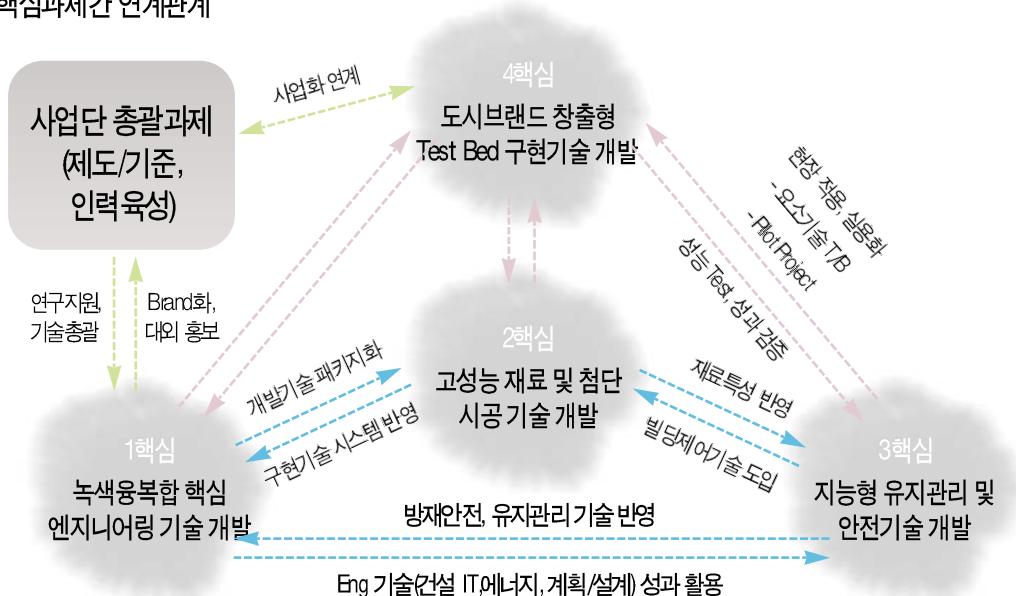 핵심과제간 연계관계
사업단 총괄과제
(제도/기준,
인력육성)
사업화 연계
4핵심
도시브랜드 창출형
Test Bed 구현기술 개발
현장 적용, 실용화
- 요소기술 T/B
- Pilot Project
성능 Test, 성과 검증
연구지원,
기술총괄
Brand화,
대외 홍보
2핵심
고성능 재료 및 첨단
시공 기술 개발
개발기술 패키지화
구현기술 시스템 반영
재료특성 반영
빌딩제어기술 도입
1핵심
녹색융복합 핵심
엔지니어링 기술 개발
3핵심
지능형 유지관리 및
안전기술 개발
방재안전, 유지관리 기술 반영
Eng 기술(건설 IT,에너지, 계획/설계) 성과 활용